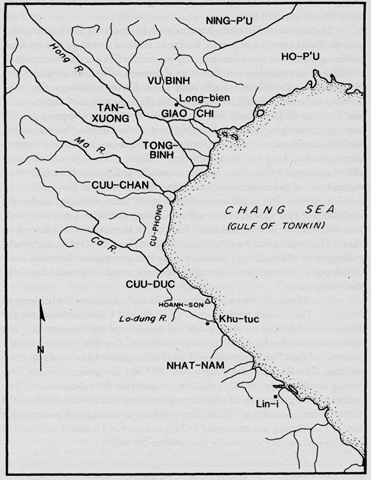 NING-P'U
HO-P'U
Hong R.
VU BINH
Long-bien
TAN-
XUONG
GIAO CHI
TONG-
BINH
Ma R.
CUU-CHAN
CU-PHONG
CHANG SEA
(GULF OF TONKIN)
Ca R.
CUU-DUC
HOANH-SON
Lo-dung R.
Khu-tuc
N
NHAT-NAM
Lin-i